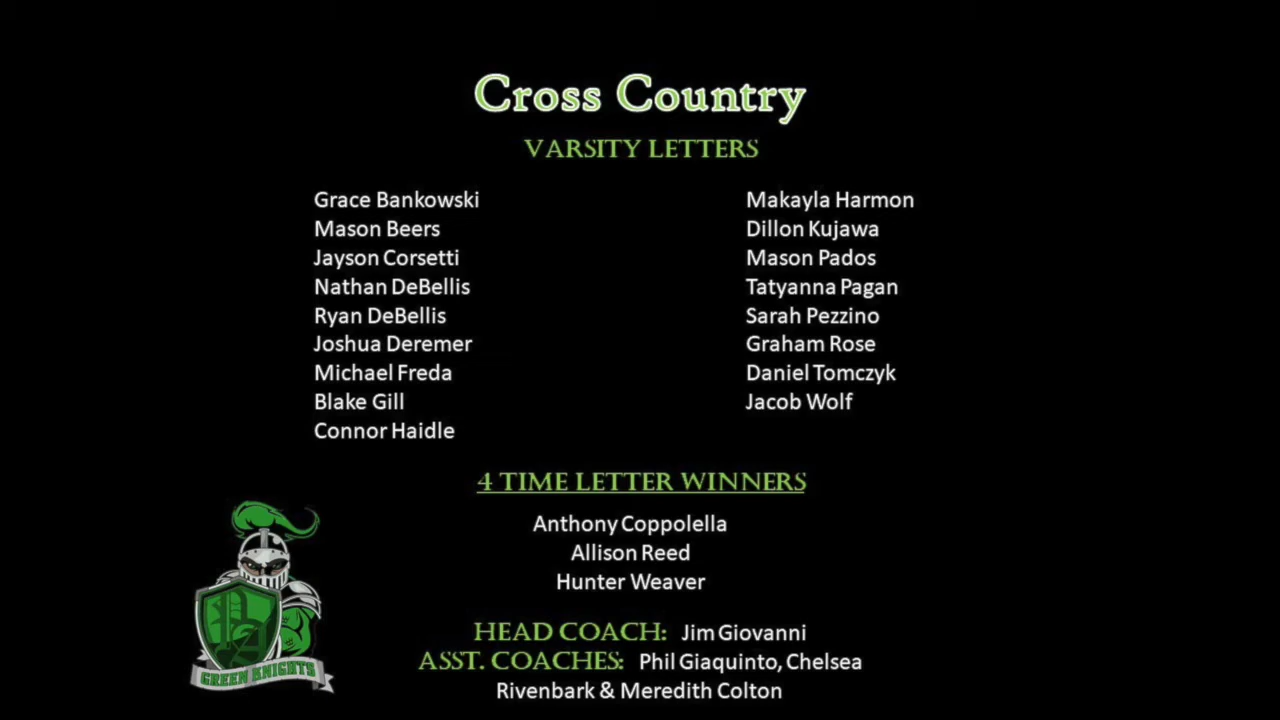 Cross Country
VARSITY LETTERS
Grace Bankowski
Mason Beers
Jayson Corsetti
Nathan DeBellis
Ryan DeBellis
Joshua Deremer
Michael Freda
Blake Gill
Connor Haidle
Makayla Harmon
Dillon Kujawa
Mason Pados
Tatyanna Pagan
Sarah Pezzino
Graham Rose
Daniel Tomczyk
Jacob Wolf
4 TIME LETTER WINNERS
Anthony Coppolella
Allison Reed
Hunter Weaver
HEAD COACH: Jim Giovanni
ASST. COACHES: Phil Giaquinto, Chelsea
Rivenbark & Meredith Colton
GREEN KNIGHTS